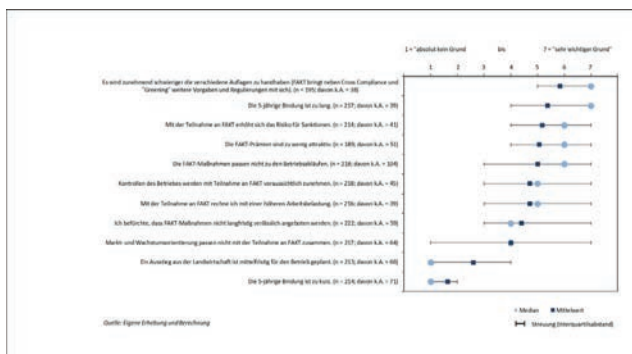 1 = "absolut kein Grund bis 7 = "sehr wichtiger Grund"
1 2 3 4 5 6 7
Es wird zunehmend schwieriger die verschiedene Auflagen zu handhaben (FAKT bringt neben Cross Compliance und
"Greening" weitere Vorgaben und Regulierungen mit sich). (n = 195; davon k.A. = 38)
Die 5-jährige Bindung ist zu lang. (n = 217; davon k.A. = 39)
Mit der Teilnahme an FAKT erhöht sich das Risiko für Sanktionen. (n = 214; davon k.A. = 41)
Die FAKT-Prämien sind zu wenig attraktiv. (n = 189; davon k.A. = 51)
Die FAKT-Maßnahmen passen nicht zu den Betriebsabläufen. (n = 216; davon k.A. = 104)
Kontrollen des Betriebes werden mit Teilnahme an FAKT voraussichtlich zunehmen. (n = 218; davon k.A. = 45)
Mit der Teilnahme an FAKT rechne ich mit einer höheren Arbeitsbelastung. (n = 216; davon k.A. = 39)
Ich befürchte, dass FAKT-Maßnahmen nicht langfristig verlässlich angeboten werden. (n = 222; davon k.A. = 59)
Markt- und Wachstumsorientierung passen nicht mit der Teilnahme an FAKT zusammen. (n = 217; davon k.A. = 64)
Ein Ausstieg aus der Landwirtschaft ist mittelfristig für den Betrieb geplant. (n = 213; davon k.A. = 66)
Die 5-jährige Bindung ist zu kurz. (n = 214; davon k.A. = 71)
Median Mittelwert
Streuung (Interquartilsabstand)
Quelle: Eigene Erhebung und Berechnung